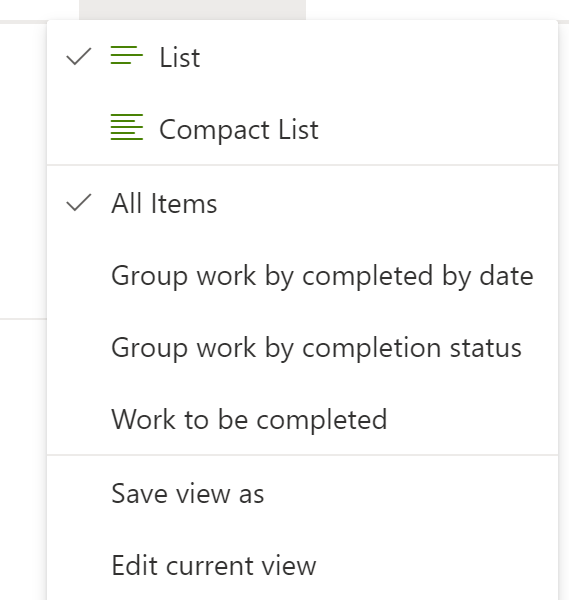 List
Compact List
All Items
Group work by completed by date
Group work by completion status
Work to be completed
Save view as
Edit current view